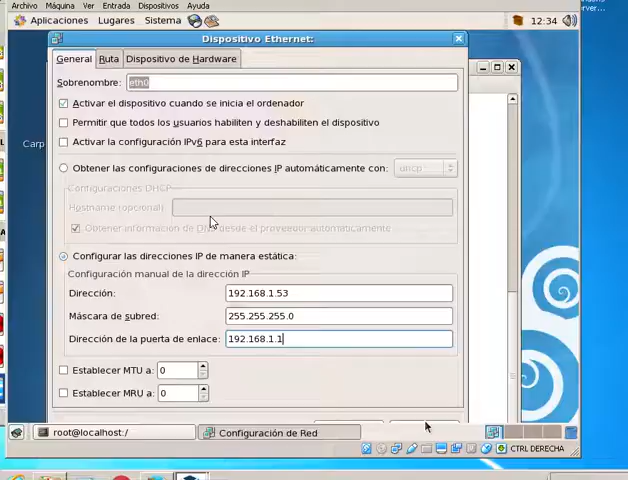 Archivo Máquina Ver Entrada Dispositivos Ayuda
Aplicaciones Lugares Sistema 12:34
server...
Dispositivo Ethernet:
General Ruta Dispositivo de Hardware
Sobrenombre: eth0
Activar el dispositivo cuando se inicia el ordenador
Permitir que todos los usuarios habiliten y deshabiliten el dispositivo
Activar la configuración IPv6 para esta interfaz
Carp
Obtener las configuraciones de direcciones IP automáticamente con: dhcp
Configuraciones DHCP
Hostname (opcional):
Obtener información de DNS desde el proveedor automáticamente
Configurar las direcciones IP de manera estática:
Configuración manual de la dirección IP
Dirección: 192.168.1.53
Máscara de subred: 255.255.255.0
Dirección de la puerta de enlace: 192.168.1.1
Establecer MTU a: 0
Establecer MRU a: 0
root@localhost:/ Configuración de Red
CTRL DERECHA